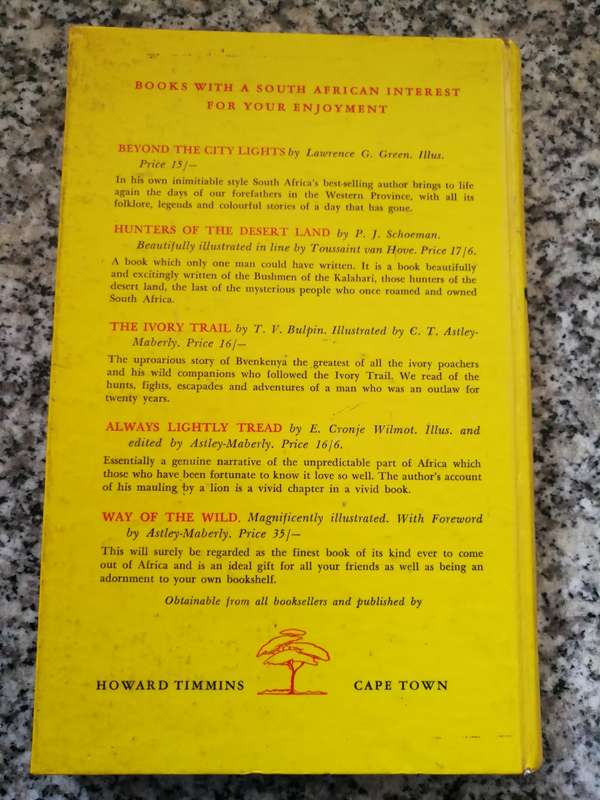 BOOKS WITH A SOUTH AFRICAN INTEREST
FOR YOUR ENJOYMENT
BEYOND THE CITY LIGHTS by Lawrence G. Green. Illus.
Price 15/—
In his own inimitiable style South Africa's best-selling author brings to life
again the days of our forefathers in the Western Province, with all its
folklore, legends and colourful stories of a day that has gone.
HUNTERS OF THE DESERT LAND by P. J. Schoeman.
Beautifully illustrated in line by Toussaint van Hove. Price 17/6.
A book which only one man could have written. It is a book beautifully
and excitingly written of the Bushmen of the Kalahari, those hunters of the
desert land, the last of the mysterious people who once roamed and owned
South Africa.
THE IVORY TRAIL by T. V. Bulpin. Illustrated by C. T. Astley-
Maberly. Price 16/—
The uproarious story of Bvenkenya the greatest of all the ivory poachers
and his wild companions who followed the Ivory Trail. We read of the
hunts, fights, escapades and adventures of a man who was an outlaw for
twenty years.
ALWAYS LIGHTLY TREAD by E. Cronje Wilmot. Illus. and
edited by Astley-Maberly. Price 16/6.
Essentially a genuine narrative of the unpredictable part of Africa which
those who have been fortunate to know it love so well. The author's account
of his mauling by a lion is a vivid chapter in a vivid book.
WAY OF THE WILD. Magnificently illustrated. With Foreword
by Astley-Maberly. Price 35/—
This will surely be regarded as the finest book of its kind ever to come
out of Africa and is an ideal gift for all your friends as well as being an
adornment to your own bookshelf.
Obtainable from all booksellers and published by
HOWARD TIMMINS CAPE TOWN